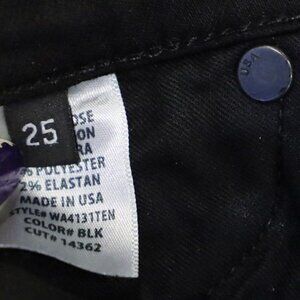 25
OSE
ON
RA
% POLYESTER
2% ELASTAN
MADE IN USA
STYLE# WA4131TEN
COLOR# BLK
CUT# 14362
USA